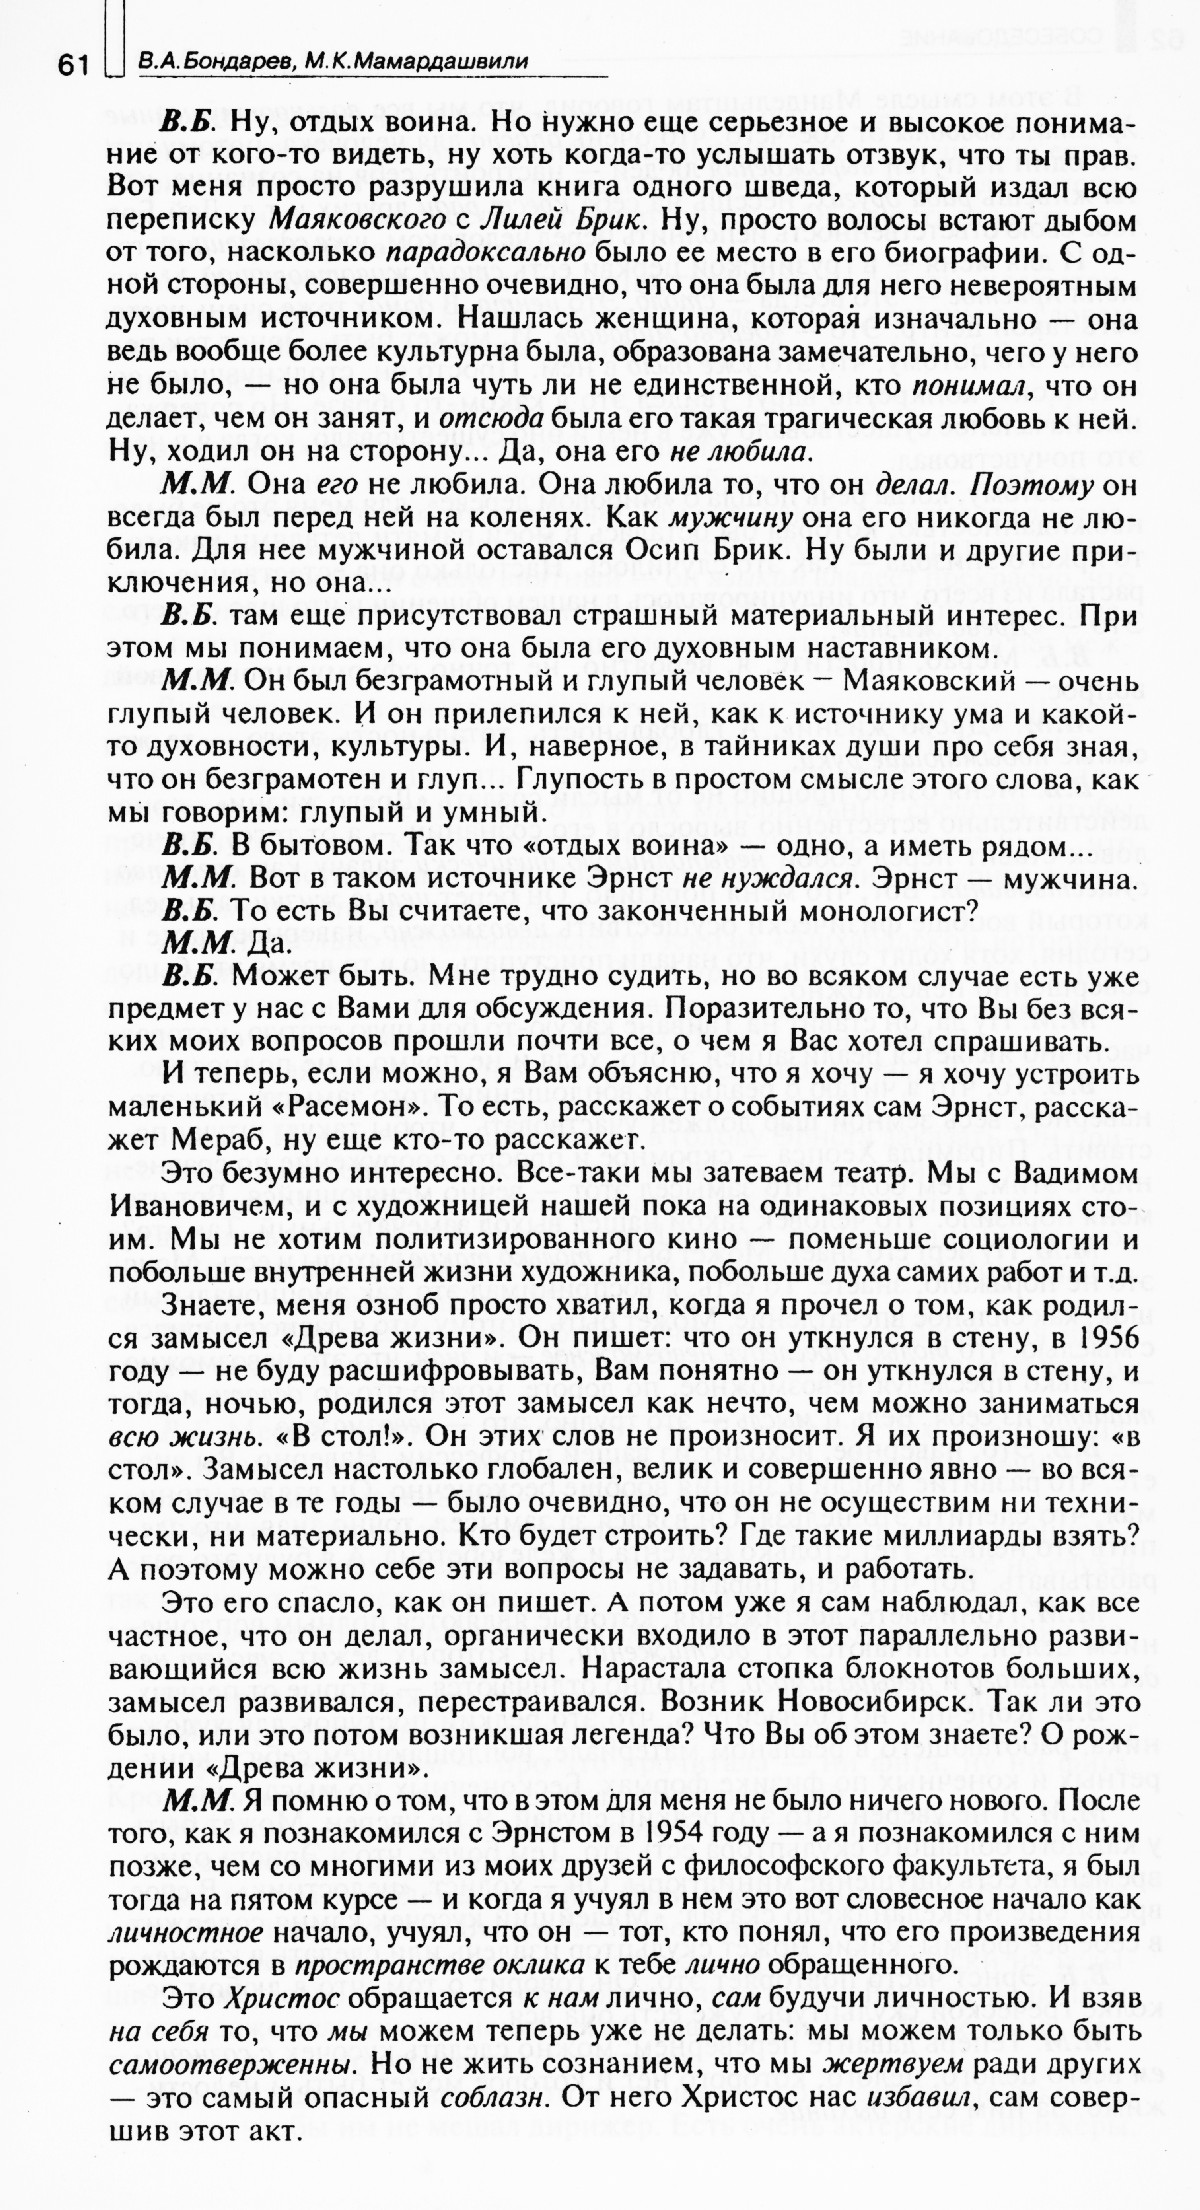 61
В.А.Бондарев, М.К.Мамардашвили
В.Б. Ну, отдых воина. Но нужно еще серьезное и высокое понима-
ние от кого-то видеть, ну хоть когда-то услышать отзвук, что ты прав.
Вот меня просто разрушила книга одного шведа, который издал всю
переписку Маяковского с Лилей Брик. Ну, просто волосы встают дыбом
от того, насколько парадоксально было ее место в его биографии. С од-
ной стороны, совершенно очевидно, что она была для него невероятным
духовным источником. Нашлась женщина, которая изначально — она
ведь вообще более культурна была, образована замечательно, чего у него
не было, — но она была чуть ли не единственной, кто понимал, что он
делает, чем он занят, и отсюда была его такая трагическая любовь к ней.
Ну, ходил он на сторону... Да, она его не любила.
М.М. Она его не любила. Она любила то, что он делал. Поэтому он
всегда был перед ней на коленях. Как мужчину она его никогда не лю-
била. Для нее мужчиной оставался Осип Брик. Ну были и другие при-
ключения, но она...
В.Б. там еще присутствовал страшный материальный интерес. При
этом мы понимаем, что она была его духовным наставником.
М.М. Он был безграмотный и глупый человек — Маяковский — очень
глупый человек. И он прилепился к ней, как к источнику ума и какой-
то духовности, культуры. И, наверное, в тайниках души про себя зная,
что он безграмотен и глуп... Глупость в простом смысле этого слова, как
мы говорим: глупый и умный.
В.Б. В бытовом. Так что «отдых воина» — одно, а иметь рядом...
М.М. Вот в таком источнике Эрнст не нуждался. Эрнст — мужчина.
В.Б. То есть Вы считаете, что законченный монологист?
М.М. Да.
В.Б. Может быть. Мне трудно судить, но во всяком случае есть уже
предмет у нас с Вами для обсуждения. Поразительно то, что Вы без вся-
ких моих вопросов прошли почти все, о чем я Вас хотел спрашивать.
И теперь, если можно, я Вам объясню, что я хочу — я хочу устроить
маленький «Расемон». То есть, расскажет о событиях сам Эрнст, расска-
жет Мераб, ну еще кто-то расскажет.
Это безумно интересно. Все-таки мы затеваем театр. Мы с Вадимом
Ивановичем, и с художницей нашей пока на одинаковых позициях сто-
им. Мы не хотим политизированного кино — поменьше социологии и
побольше внутренней жизни художника, побольше духа самих работ и т.д.
Знаете, меня озноб просто хватил, когда я прочел о том, как родил-
ся замысел «Древа жизни». Он пишет: что он уткнулся в стену, в 1956
году — не буду расшифровывать, Вам понятно — он уткнулся в стену, и
тогда, ночью, родился этот замысел как нечто, чем можно заниматься
всю жизнь. «В стол!». Он этих слов не произносит. Я их произношу: «в
стол». Замысел настолько глобален, велик и совершенно явно — во вся-
ком случае в те годы — было очевидно, что он не осуществим ни техни-
чески, ни материально. Кто будет строить? Где такие миллиарды взять?
А поэтому можно себе эти вопросы не задавать, и работать.
Это его спасло, как он пишет. А потом уже я сам наблюдал, как все
частное, что он делал, органически входило в этот параллельно разви-
вающийся всю жизнь замысел. Нарастала стопка блокнотов больших,
замысел развивался, перестраивался. Возник Новосибирск. Так ли это
было, или это потом возникшая легенда? Что Вы об этом знаете? О рож-
дении «Древа жизни».
М.М. Я помню о том, что в этом для меня не было ничего нового. После
того, как я познакомился с Эрнстом в 1954 году — а я познакомился с ним
позже, чем со многими из моих друзей с философского факультета, я был
тогда на пятом курсе — и когда я учуял в нем это вот словесное начало как
личностное начало, учуял, что он — тот, кто понял, что его произведения
рождаются в пространстве оклика к тебе лично обращенного.
Это Христос обращается к нам лично, сам будучи личностью. И взяв
на себя то, что мы можем теперь уже не делать: мы можем только быть
самоотверженны. Но не жить сознанием, что мы жертвуем ради других
— это самый опасный соблазн. От него Христос нас избавил, сам совер-
шив этот акт.